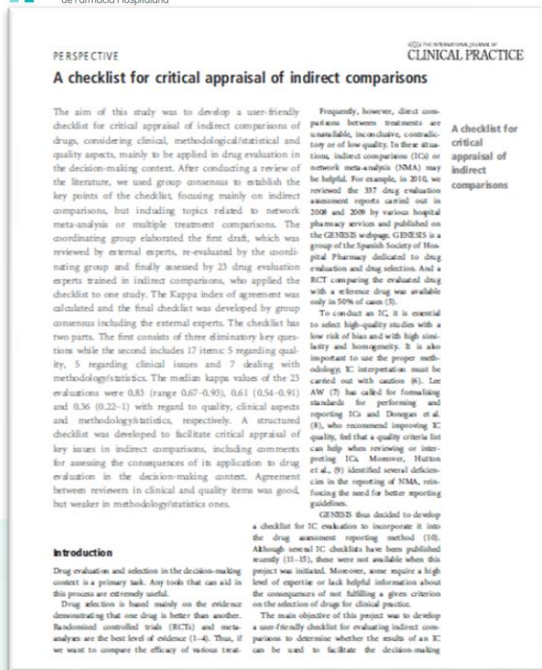 de Farmacia Hospitalaria
PERSPECTIVE
THE INTERNATIONAL JOURNAL OF
CLINICAL PRACTICE
A checklist for critical appraisal of indirect comparisons
The aim of this study was to develop a user-friendly
checklist for critical appraisal of indirect comparisons of
drugs, considering clinical, methodological/statistical and
quality aspects, mainly to be applied in drug evaluation in
the decision-making context. After conducting a review of
the literature, we used group consensus to establish the
key points of the checklist, focusing mainly on indirect
comparisons, but including topics related to network
meta-analysis or multiple treatment comparisons. The
coordinating group elaborated the first draft, which was
reviewed by external experts, re-evaluated by the coordi-
nating group and finally assessed by 23 drug evaluation
experts trained in indirect comparisons, who applied the
checklist to one study. The Kappa index of agreement was
calculated and the final checklist was developed by group
consensus including the external experts. The checklist has
two parts. The first consists of three eliminatory key ques-
tions while the second includes 17 items: 5 regarding qual-
ity, 5 regarding clinical issues and 7 dealing with
methodology/statistics. The median kappa values of the 23
evaluations were 0.83 (range 0.67–0.93), 0.61 (0.54–0.91)
and 0.36 (0.22–1) with regard to quality, clinical aspects
and methodology/statistics, respectively. A structured
checklist was developed to facilitate critical appraisal of
key issues in indirect comparisons, including comments
for assessing the consequences of its application to drug
evaluation in the decision-making context. Agreement
between reviewers in clinical and quality items was good,
but weaker in methodology/statistics ones.
Introduction
Drug evaluation and selection in the decision-making
context is a primary task. Any tools that can aid in
this process are extremely useful.
Drug selection is based mainly on the evidence
demonstrating that one drug is better than another.
Randomised controlled trials (RCTs) and meta-
analyses are the best level of evidence (1–4). Thus, if
we want to compare the efficacy of various treat-
Frequently, however, direct com-
parisons between treatments are
unavailable, inconclusive, contradic-
tory or of low quality. In these situa-
tions, indirect comparisons (ICs) or
network meta-analysis (NMA) may
be helpful. For example, in 2010, we
reviewed the 337 drug evaluation
assessment reports carried out in
2008 and 2009 by various hospital
pharmacy services and published on
the GENESIS webpage. GENESIS is a
group of the Spanish Society of Hos-
pital Pharmacy dedicated to drug
evaluation and drug selection. And a
RCT comparing the evaluated drug
with a reference drug was available
only in 50% of cases (5).
To conduct an IC, it is essential
to select high-quality studies with a
low risk of bias and with high simi-
larity and homogeneity. It is also
important to use the proper meth-
odology. IC interpretation must be
carried out with caution (6). Lee
AW (7) has called for formalising
standards for performing and
reporting ICs and Donegan et al.
(8), who recommend improving IC
quality, feel that a quality criteria list
can help when reviewing or inter-
preting ICs. Moreover, Hutton
et al., (9) identified several deficien-
cies in the reporting of NMA, rein-
forcing the need for better reporting
guidelines.
GENESIS thus decided to develop
a checklist for IC evaluation to incorporate it into
the drug assessment reporting method (10).
Although several IC checklists have been published
recently (11–15), these were not available when this
project was initiated. Moreover, some require a high
level of expertise or lack helpful information about
the consequences of not fulfilling a given criterion
on the selection of drugs for clinical practice.
The main objective of this project was to develop
a user-friendly checklist for evaluating indirect com-
parisons to determine whether the results of an IC
can be used to facilitate the decision-making
A checklist for
critical
appraisal of
indirect
comparisons